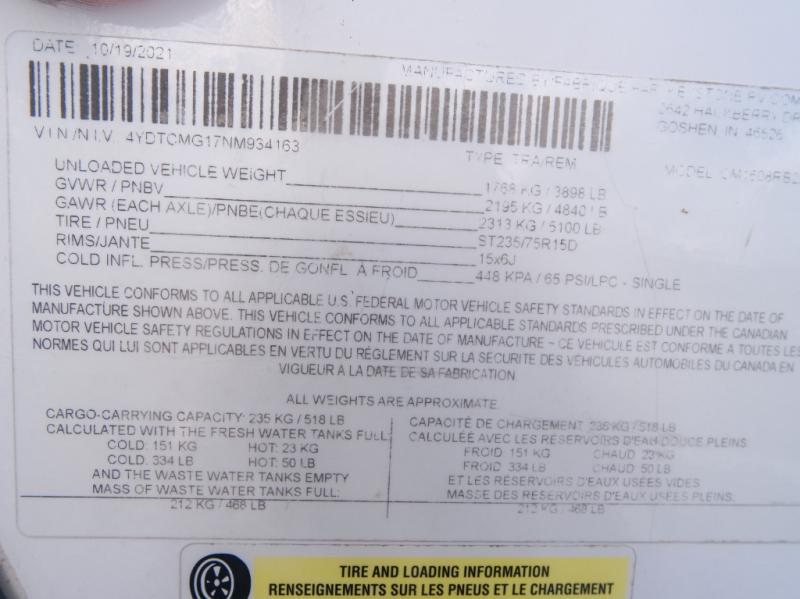 DATE: 10/19/2021
MANUFACTURED BY/FABRIQUE PAR: KEYSTONE RV COM
2642 HACKBERRY DR
GOSHEN, IN 46526
V.I.N./N.I.V. 4YDTCMG17NM934163
TYPE: TRA/REM
MODEL:
UNLOADED VEHICLE WEIGHT 1768 KG / 3898 LB
GVWR / PNBV 2195 KG / 4840 LB
GAWR (EACH AXLE)/PNBE(CHAQUE ESSIEU) 2313 KG / 5100 LB
TIRE / PNEU ST235/75R15D
RIMS/JANTE 15x6J
COLD INFL. PRESS/PRESS. DE GONFL À FROID 448 KPA / 65 PSI/LPC - SINGLE
THIS VEHICLE CONFORMS TO ALL APPLICABLE U.S. FEDERAL MOTOR VEHICLE SAFETY STANDARDS IN EFFECT ON THE DATE OF
MANUFACTURE SHOWN ABOVE. THIS VEHICLE CONFORMS TO ALL APPLICABLE STANDARDS PRESCRIBED UNDER THE CANADIAN
MOTOR VEHICLE SAFETY REGULATIONS IN EFFECT ON THE DATE OF MANUFACTURE – CE VÉHICULE EST CONFORME A TOUTES LES
NORMES QUI LUI SONT APPLICABLES EN VERTU DU RÉGLEMENT SUR LA SÉCURITÉ DES VÉHICULES AUTOMOBILES DU CANADA EN
VIGUEUR A LA DATE DE SA FABRICATION
ALL WEIGHTS ARE APPROXIMATE
CARGO-CARRYING CAPACITY: 235 KG / 518 LB
CALCULATED WITH THE FRESH WATER TANKS FULL:
COLD: 151 KG HOT: 23 KG
COLD: 334 LB HOT: 50 LB
AND THE WASTE WATER TANKS EMPTY
MASS OF WASTE WATER TANKS FULL:
212 KG / 468 LB
CAPACITÉ DE CHARGEMENT 235 KG / 518 LB
CALCULÉE AVEC LES RÉSERVOIRS D'EAU DOUCE PLEINS
FROID: 151 KG CHAUD: 23 KG
FROID: 334 LB CHAUD: 50 LB
ET LES RÉSERVOIRS D'EAUX USÉES VIDES
MASSE DES RÉSERVOIRS D'EAUX USÉES PLEINS.
212 KG / 468 LB
TIRE AND LOADING INFORMATION
RENSEIGNEMENTS SUR LES PNEUS ET LE CHARGEMENT